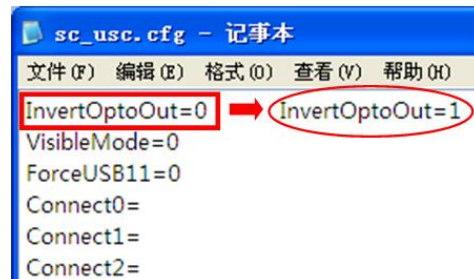 sc_usc.cfg - 记事本
文件(F) 编辑(E) 格式(O) 查看(V) 帮助(H)
InvertOptoOut=0 InvertOptoOut=1
VisibleMode=0
ForceUSB11=0
Connect0=
Connect1=
Connect2=